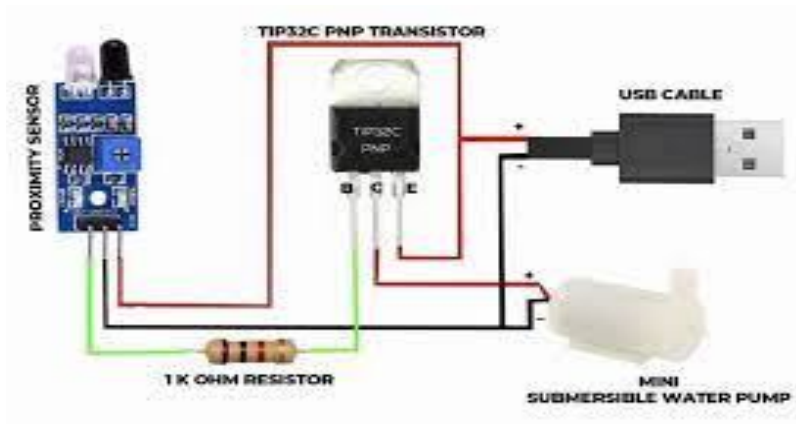 TIP32C PNP TRANSISTOR
USB CABLE
PROXIMITY SENSOR
TIP32C
PNP
B C E
+
-
+
-
1 K OHM RESISTOR
MINI
SUBMERSIBLE WATER PUMP